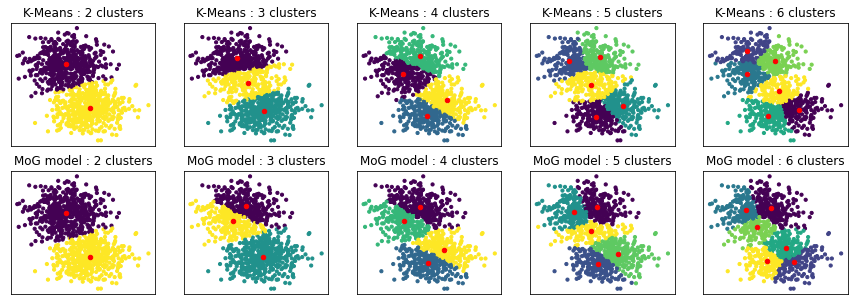 K-Means : 2 clusters
K-Means : 3 clusters
K-Means : 4 clusters
K-Means : 5 clusters
K-Means : 6 clusters
MoG model : 2 clusters
MoG model : 3 clusters
MoG model : 4 clusters
MoG model : 5 clusters
MoG model : 6 clusters